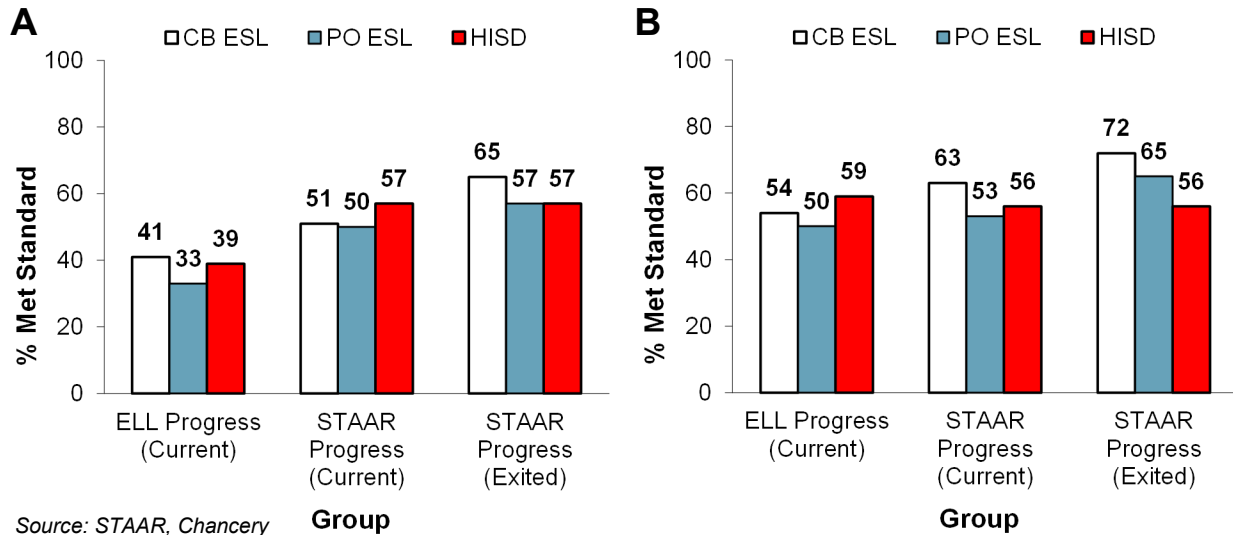 A
CB ESL PO ESL HISD
% Met Standard
100
80
60
40
20
0
41 33 39
51 50 57
65 57 57
ELL Progress
(Current)
STAAR
Progress
(Current)
STAAR
Progress
(Exited)
Group
Source: STAAR, Chancery
B
CB ESL PO ESL HISD
% Met Standard
100
80
60
40
20
0
54 50 59
63 53 56
72 65 56
ELL Progress
(Current)
STAAR
Progress
(Current)
STAAR
Progress
(Exited)
Group